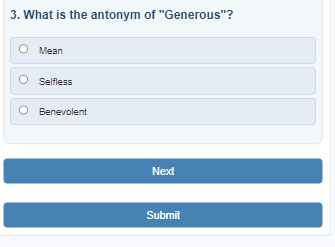 3. What is the antonym of "Generous"?
Mean
Selfless
Benevolent
Next
Submit